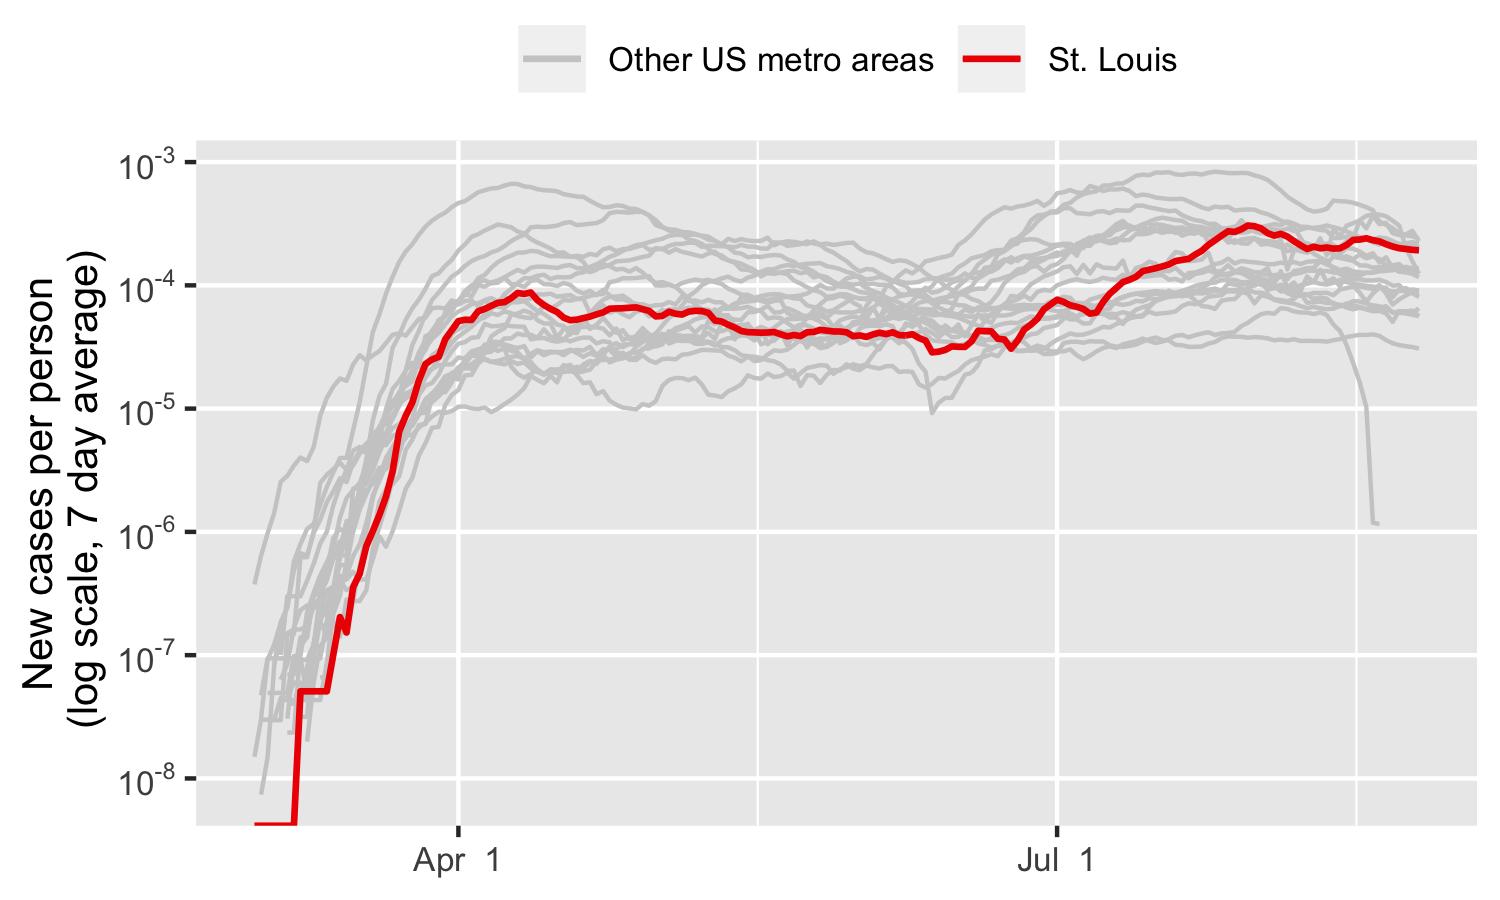 Other US metro areas
St. Louis
New cases per person
(log scale, 7 day average)
10⁻³
10⁻⁴
10⁻⁵
10⁻⁶
10⁻⁷
10⁻⁸
Apr 1
Jul 1